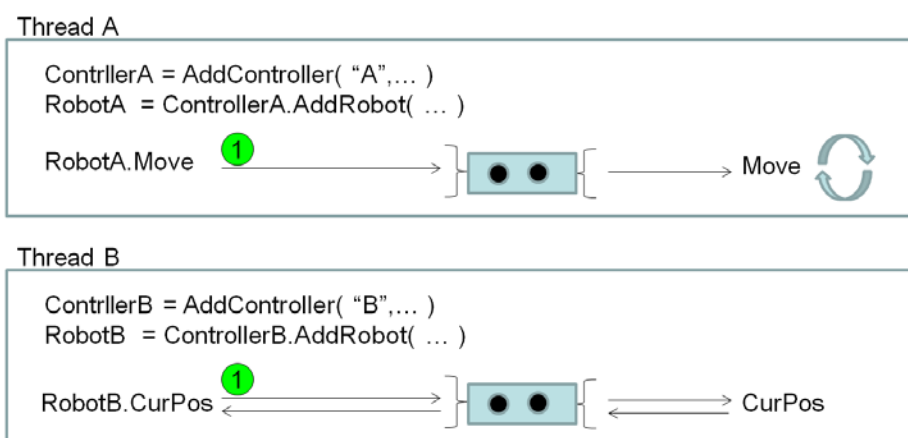 Thread A
ContrllerA = AddController( “A”,... )
RobotA = ControllerA.AddRobot( ... )
RobotA.Move 1 Move
Thread B
ContrllerB = AddController( “B”,... )
RobotB = ControllerB.AddRobot( ... )
RobotB.CurPos 1 CurPos